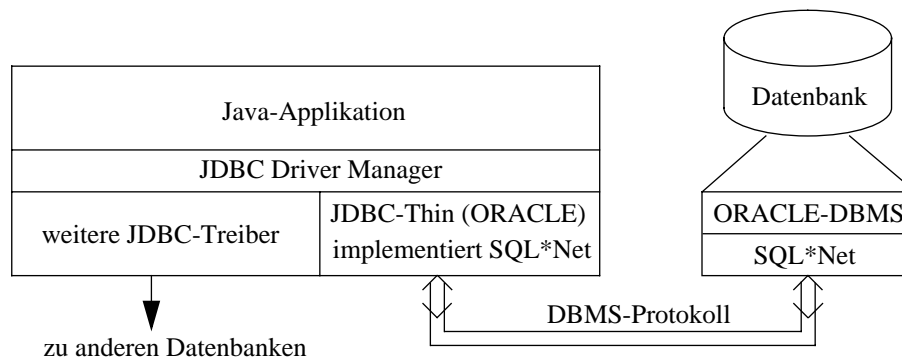 Datenbank
Java-Applikation
JDBC Driver Manager
weitere JDBC-Treiber
JDBC-Thin (ORACLE)
implementiert SQL*Net
ORACLE-DBMS
SQL*Net
DBMS-Protokoll
zu anderen Datenbanken